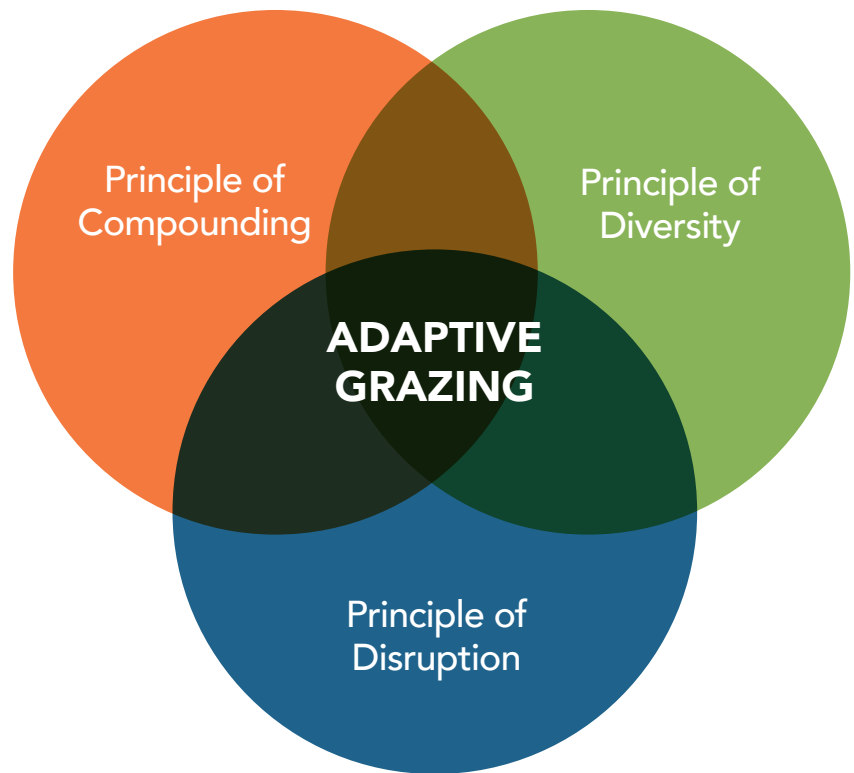 Principle of
Compounding
Principle of
Diversity
ADAPTIVE
GRAZING
Principle of
Disruption